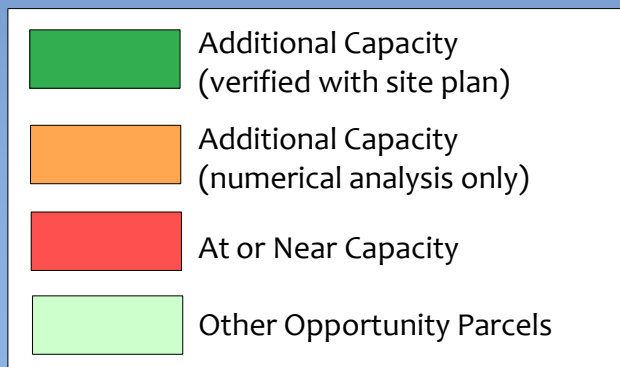 Additional Capacity
(verified with site plan)
Additional Capacity
(numerical analysis only)
At or Near Capacity
Other Opportunity Parcels